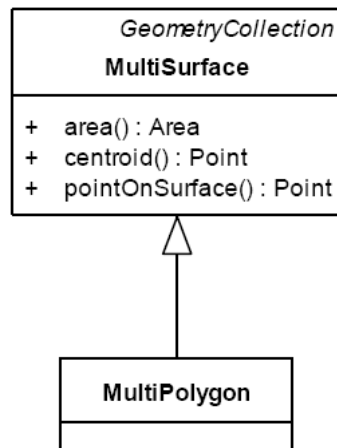 GeometryCollection
MultiSurface
+ area() : Area
+ centroid() : Point
+ pointOnSurface() : Point
MultiPolygon